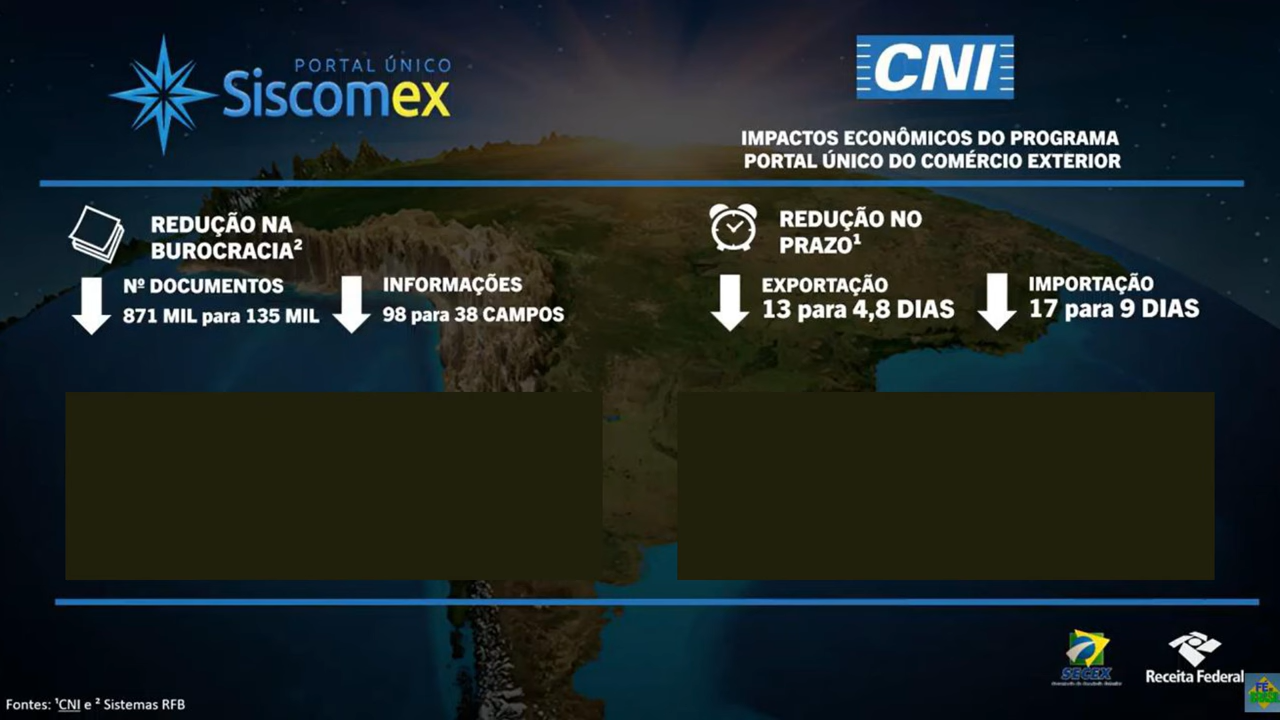 PORTAL ÚNICO
Siscomex
CNI
IMPACTOS ECONÔMICOS DO PROGRAMA
PORTAL ÚNICO DO COMÉRCIO EXTERIOR
REDUÇÃO NA
BUROCRACIA²
Nº DOCUMENTOS
871 MIL para 135 MIL
INFORMAÇÕES
98 para 38 CAMPOS
REDUÇÃO NO
PRAZO¹
EXPORTAÇÃO
13 para 4,8 DIAS
IMPORTAÇÃO
17 para 9 DIAS
SECEX
Receita Federal
Fontes: ¹CNI e ² Sistemas RFB